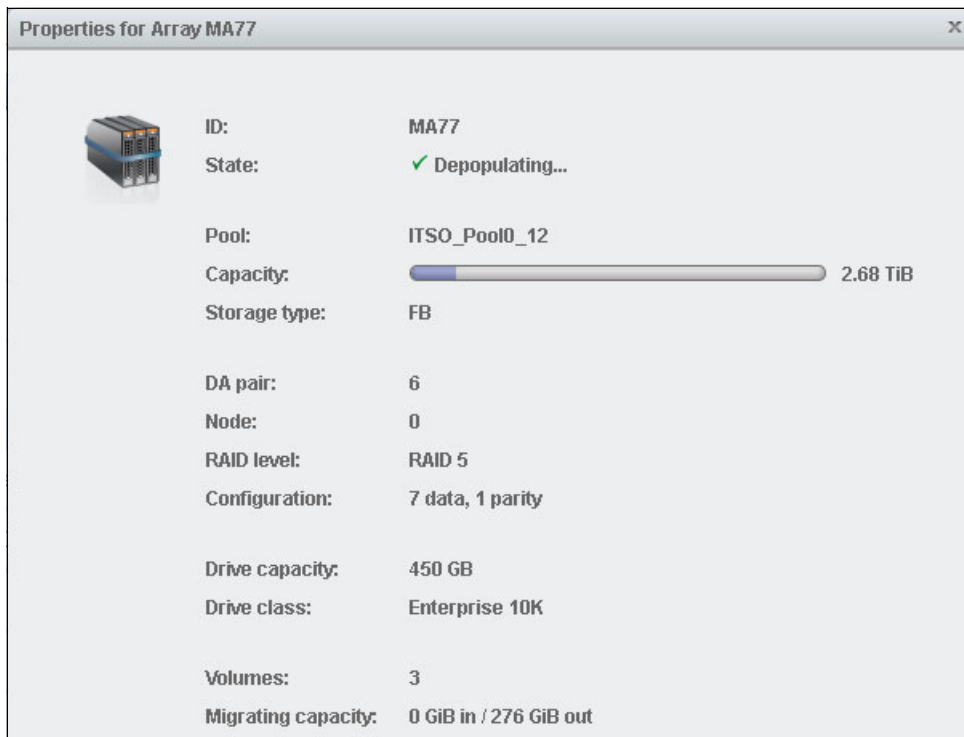 Properties for Array MA77 x
ID: MA77
State: ✓ Depopulating...
Pool: ITSO_Pool0_12
Capacity: 2.68 TiB
Storage type: FB
DA pair: 6
Node: 0
RAID level: RAID 5
Configuration: 7 data, 1 parity
Drive capacity: 450 GB
Drive class: Enterprise 10K
Volumes: 3
Migrating capacity: 0 GiB in / 276 GiB out